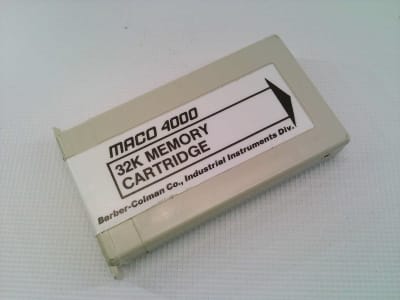 MACO 4000
32K MEMORY
CARTRIDGE
Barber-Colman Co., Industrial Instruments Div.